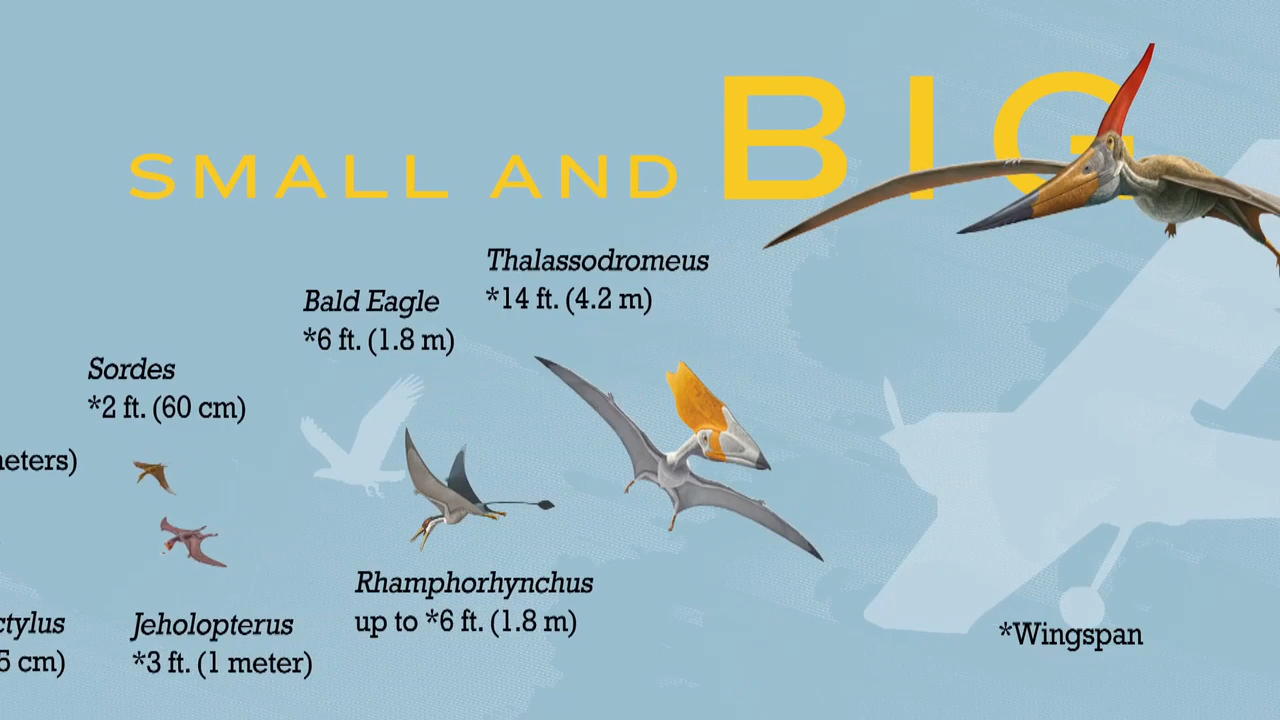 SMALL AND BIG
Thalassodromeus
*14 ft. (4.2 m)
Bald Eagle
*6 ft. (1.8 m)
Sordes
*2 ft. (60 cm)
Rhamphorhynchus
up to *6 ft. (1.8 m)
Jeholopterus
*3 ft. (1 meter)
cm)
*Wingspan